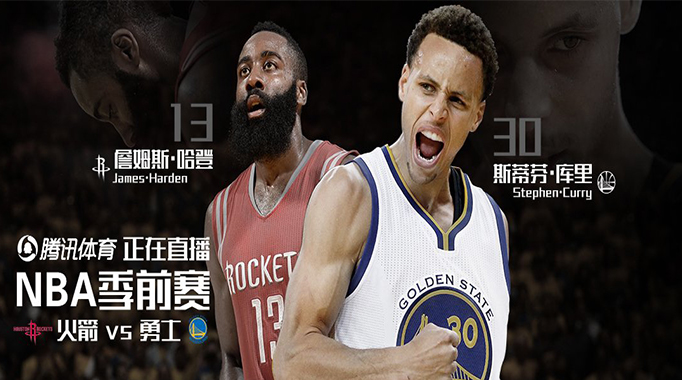 13
詹姆斯·哈登
James·Harden
30
斯蒂芬·库里
Stephen·Curry
腾讯体育 正在直播
NBA季前赛
HOUSTON ROCKETS 火箭 vs 勇士
ROCKETS
13
GOLDEN STATE
30